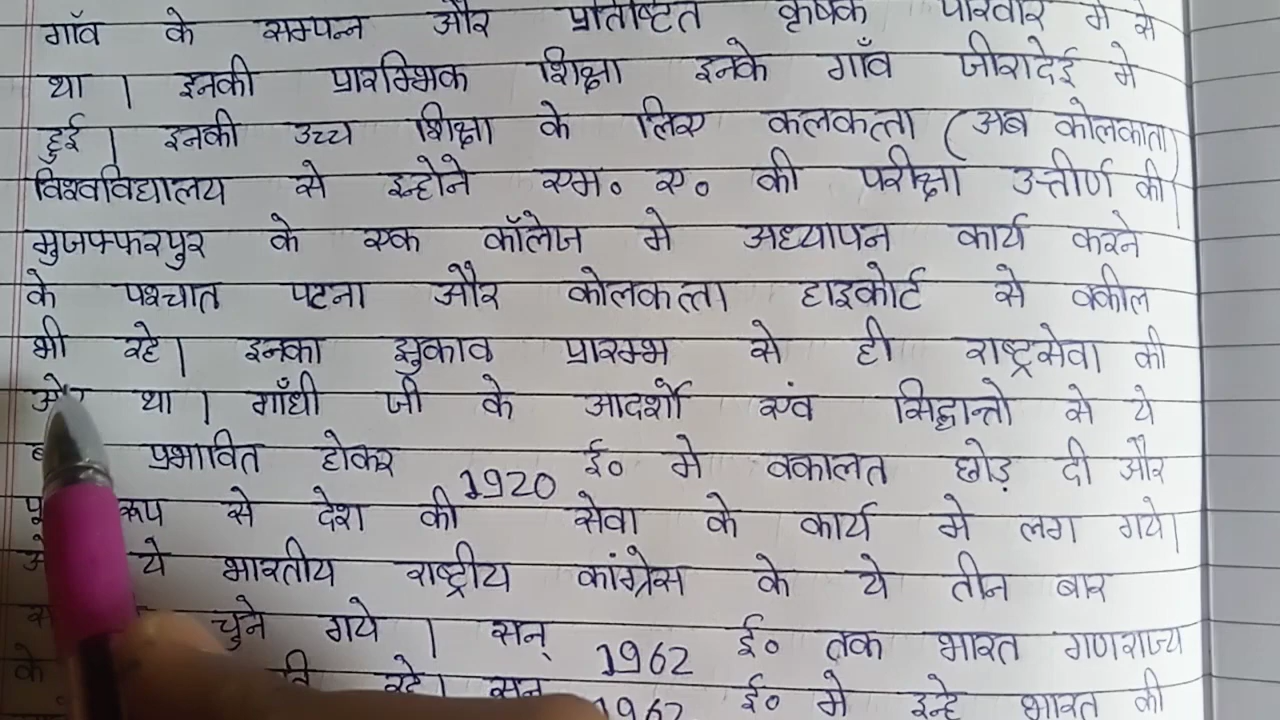 गाँव के सम्पन्न और प्रतिष्टित कृषक परिवार में से
था । इनकी प्रारम्भिक शिक्षा इनके गाँव जीरादेई मे
हुई । इनकी उच्च शिक्षा के लिए कलकत्ता (अब कोलकाता)
विश्वविद्यालय से इन्होने एम० ए० की परीक्षा उत्तीर्ण की।
मुजफ्फरपुर के एक कॉलेज मे अध्यापन कार्य करने
के पश्चात पटना और कोलकत्ता हाइकोर्ट से वकील
भी रहे। इनका झुकाव प्रारम्भ से ही राष्ट्रसेवा की
था । गाँधी जी के आदर्शो एवं सिद्धान्तो से ये
प्रभावित होकर 1920 ई० मे वकालत छोड़ दी और
रूप से देश की सेवा के कार्य मे लग गये।
ये भारतीय राष्ट्रीय कांग्रेस के ये तीन बार
चुने गये । सन् 1962 ई० तक भारत गणराज्य
के रहे। सन् 1962 ई० मे इन्हे भारत की